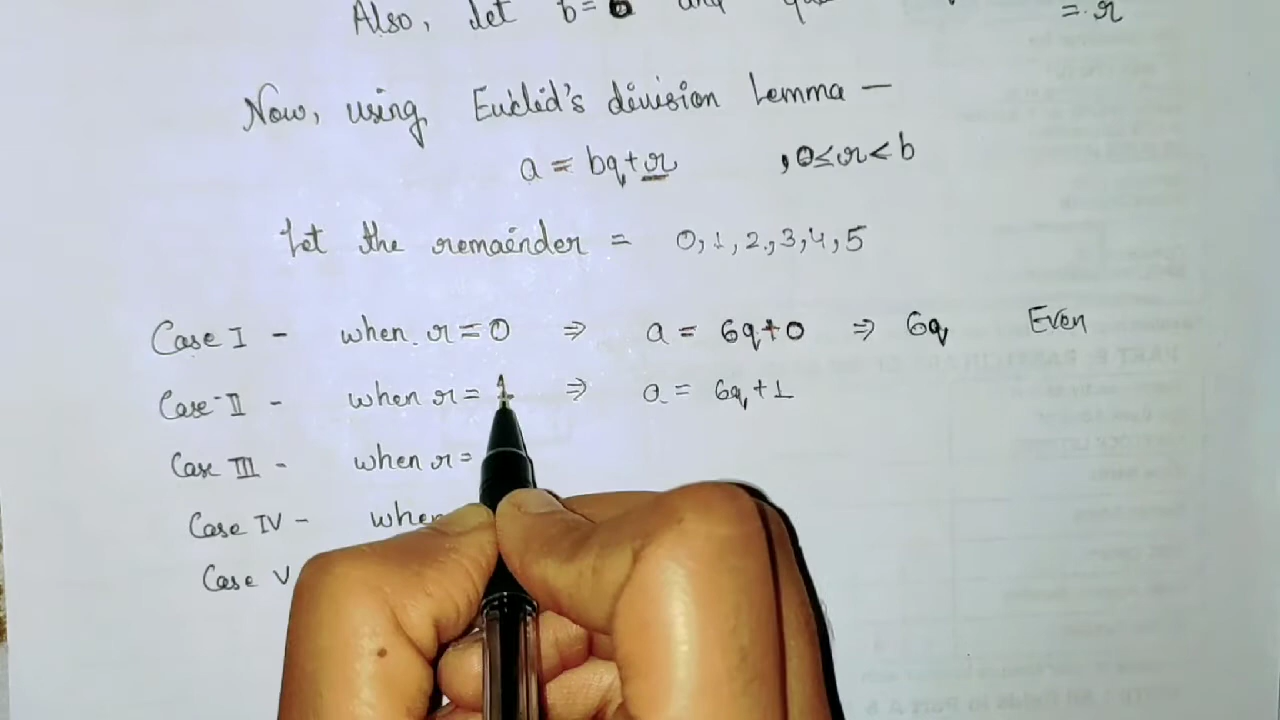 Also, let b = 6 and
= r
Now, using Euclid's division Lemma —
a = bq + r , 0 ≤ r < b
Let the remainder = 0, 1, 2, 3, 4, 5
Case I - when r = 0 ⇒ a = 6q + 0 ⇒ 6q Even
Case II - when r = 1 ⇒ a = 6q + 1
Case III - when r =
Case IV - when
Case V